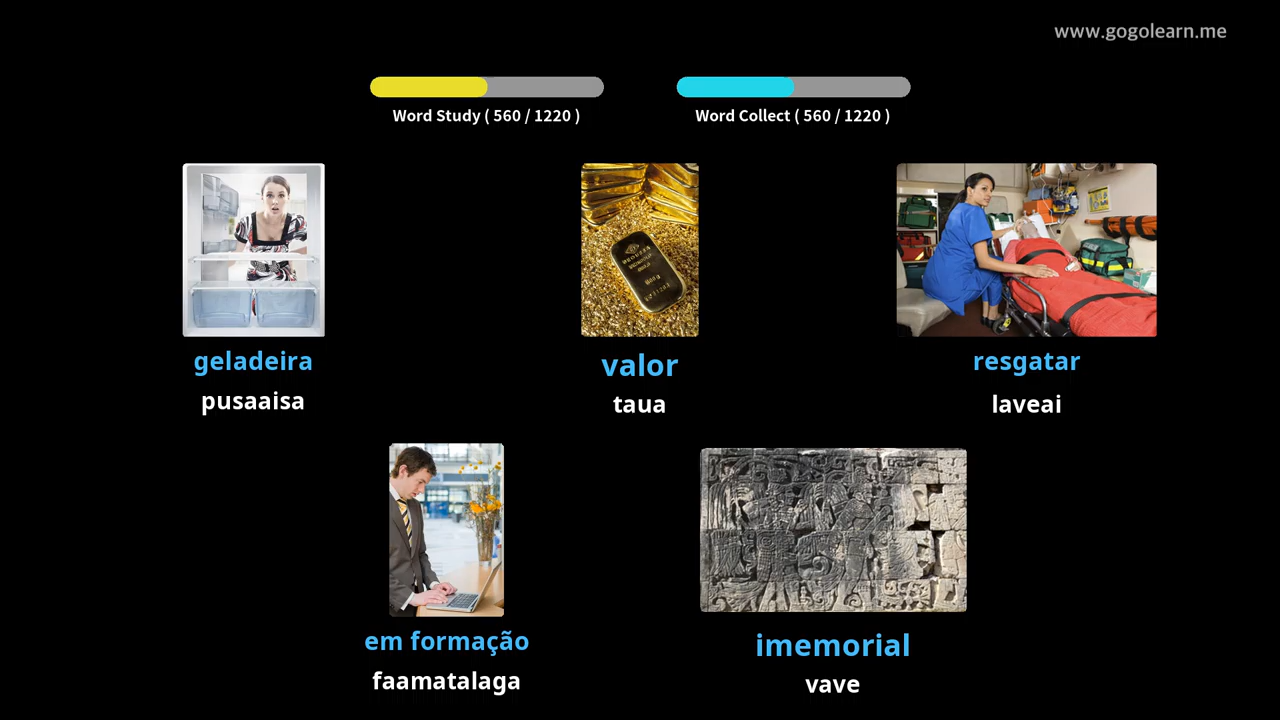 www.gogolearn.me
Word Study ( 560 / 1220 )
Word Collect ( 560 / 1220 )
geladeira
pusaaisa
valor
taua
resgatar
laveai
em formação
faamatalaga
imemorial
vave